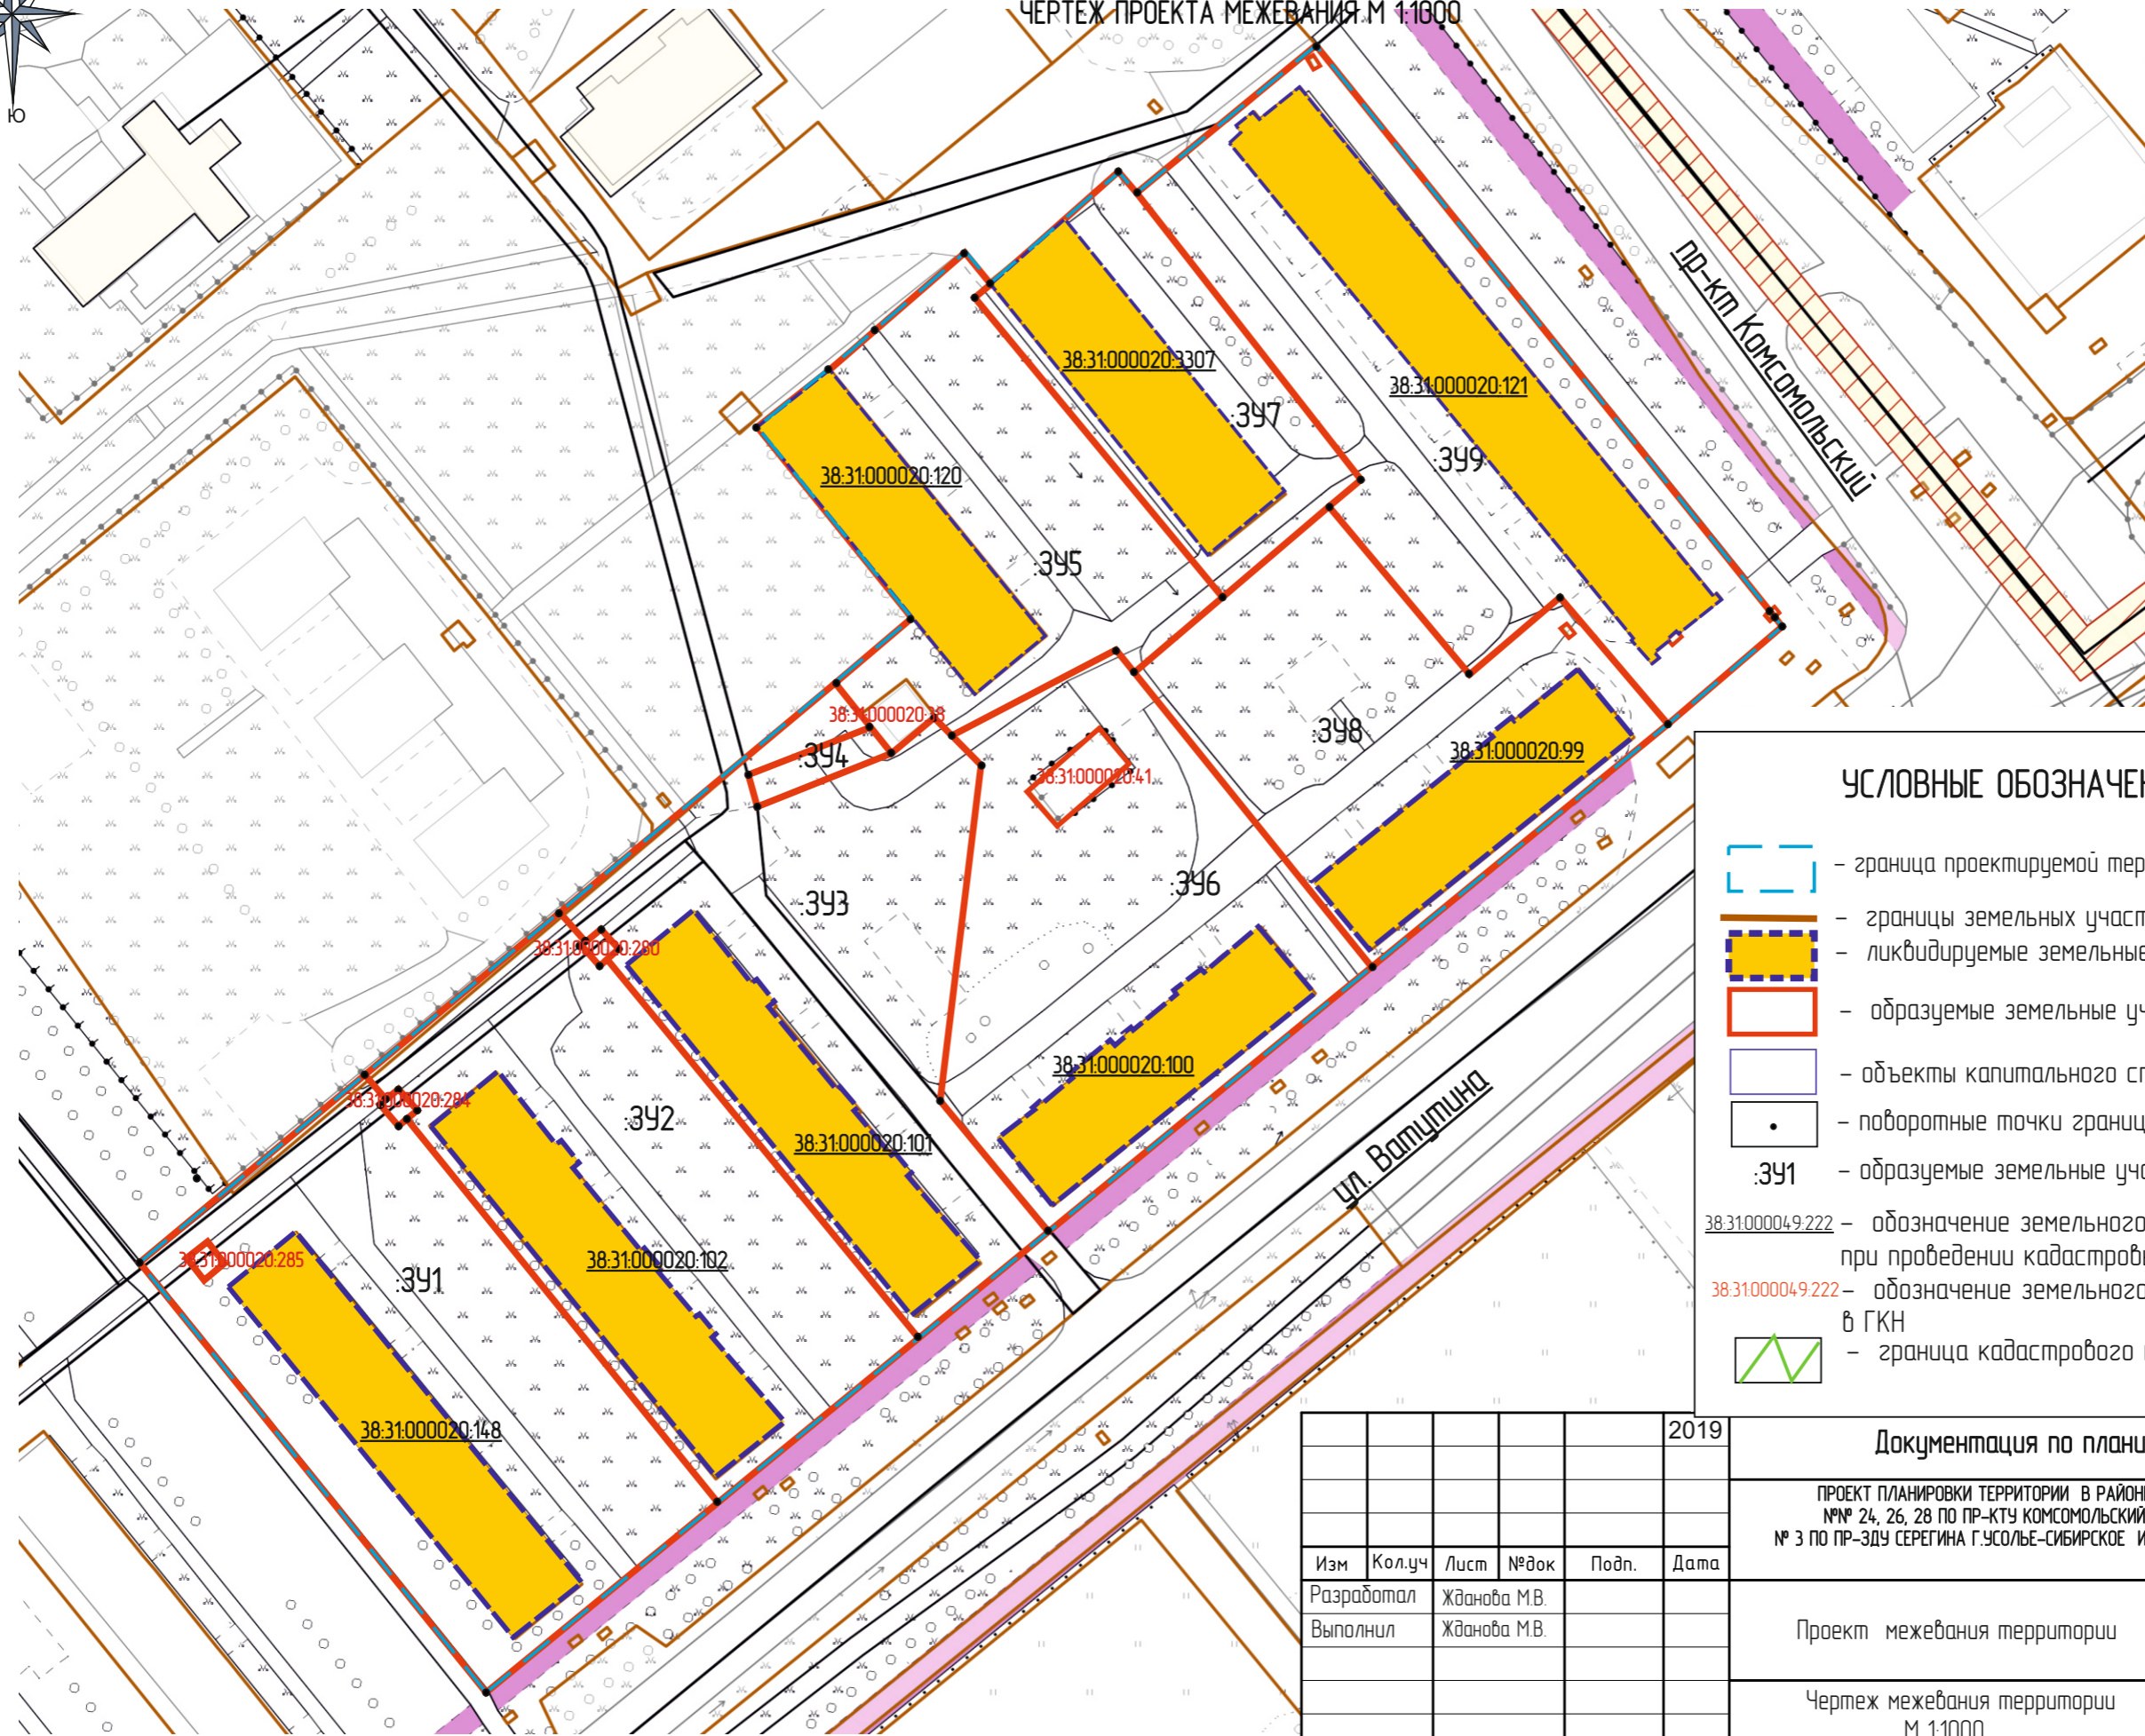 ЧЕРТЕЖ ПРОЕКТА МЕЖЕВАНИЯ М 1:1000
Ю
пр-кт Комсомольский
38:31:000020:3307
38:31:000020:121
:ЗУ7
:ЗУ9
38:31:000020:120
:ЗУ5
38:31:000020:38
:ЗУ4
:ЗУ8
38:31:000020:99
38:31:000020:41
:ЗУ6
:ЗУ3
38:31:000020:280
38:31:000020:100
38:31:000020:284
:ЗУ2
38:31:000020:101
ул. Ватутина
38:31:000020:285
:ЗУ1
38:31:000020:102
38:31:000020:148
УСЛОВНЫЕ ОБОЗНАЧЕН
- граница проектируемой тер
- границы земельных участ
- ликвидируемые земельные
- образуемые земельные уч
- объекты капитального ст
- поворотные точки границ
:ЗУ1 - образуемые земельные уча
38:31:000049:222 - обозначение земельного
при проведении кадастров
38:31:000049:222 - обозначение земельного
в ГКН
- граница кадастрового
2019
Документация по плани
ПРОЕКТ ПЛАНИРОВКИ ТЕРРИТОРИИ В РАЙОН
№№ 24, 26, 28 ПО ПР-КТУ КОМСОМОЛЬСКИЙ
№ 3 ПО ПР-ЗДУ СЕРЕГИНА Г.УСОЛЬЕ-СИБИРСКОЕ И
Изм Кол.уч Лист №док Подп. Дата
Разработал Жданова М.В.
Выполнил Жданова М.В.
Проект межевания территории
Чертеж межевания территории
М 1:1000